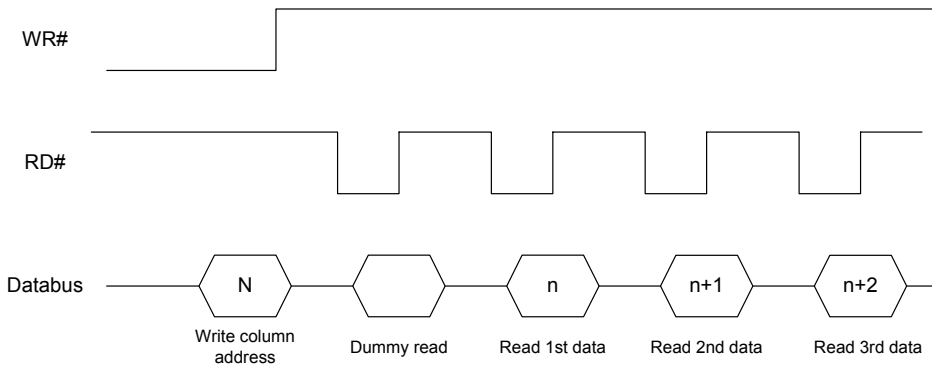 WR#
RD#
Databus
N
n
n+1
n+2
Write column
address
Dummy read
Read 1st data
Read 2nd data
Read 3rd data